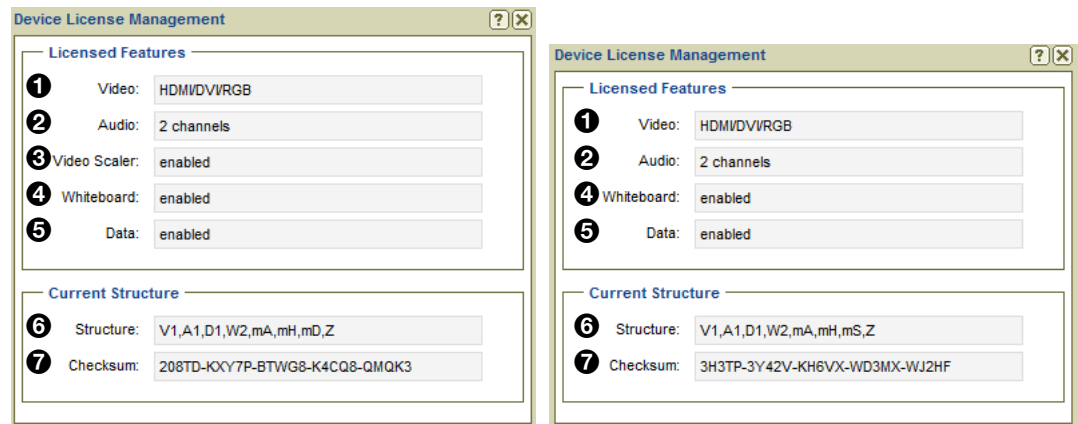 Device License Management ? X
Licensed Features
1 Video: HDMI/DVI/RGB
2 Audio: 2 channels
3 Video Scaler: enabled
4 Whiteboard: enabled
5 Data: enabled
Current Structure
6 Structure: V1,A1,D1,W2,mA,mH,mD,Z
7 Checksum: 208TD-KXY7P-BTWG8-K4CQ8-QMQK3
Device License Management ? X
Licensed Features
1 Video: HDMI/DVI/RGB
2 Audio: 2 channels
4 Whiteboard: enabled
5 Data: enabled
Current Structure
6 Structure: V1,A1,D1,W2,mA,mH,mS,Z
7 Checksum: 3H3TP-3Y42V-KH6VX-WD3MX-WJ2HF